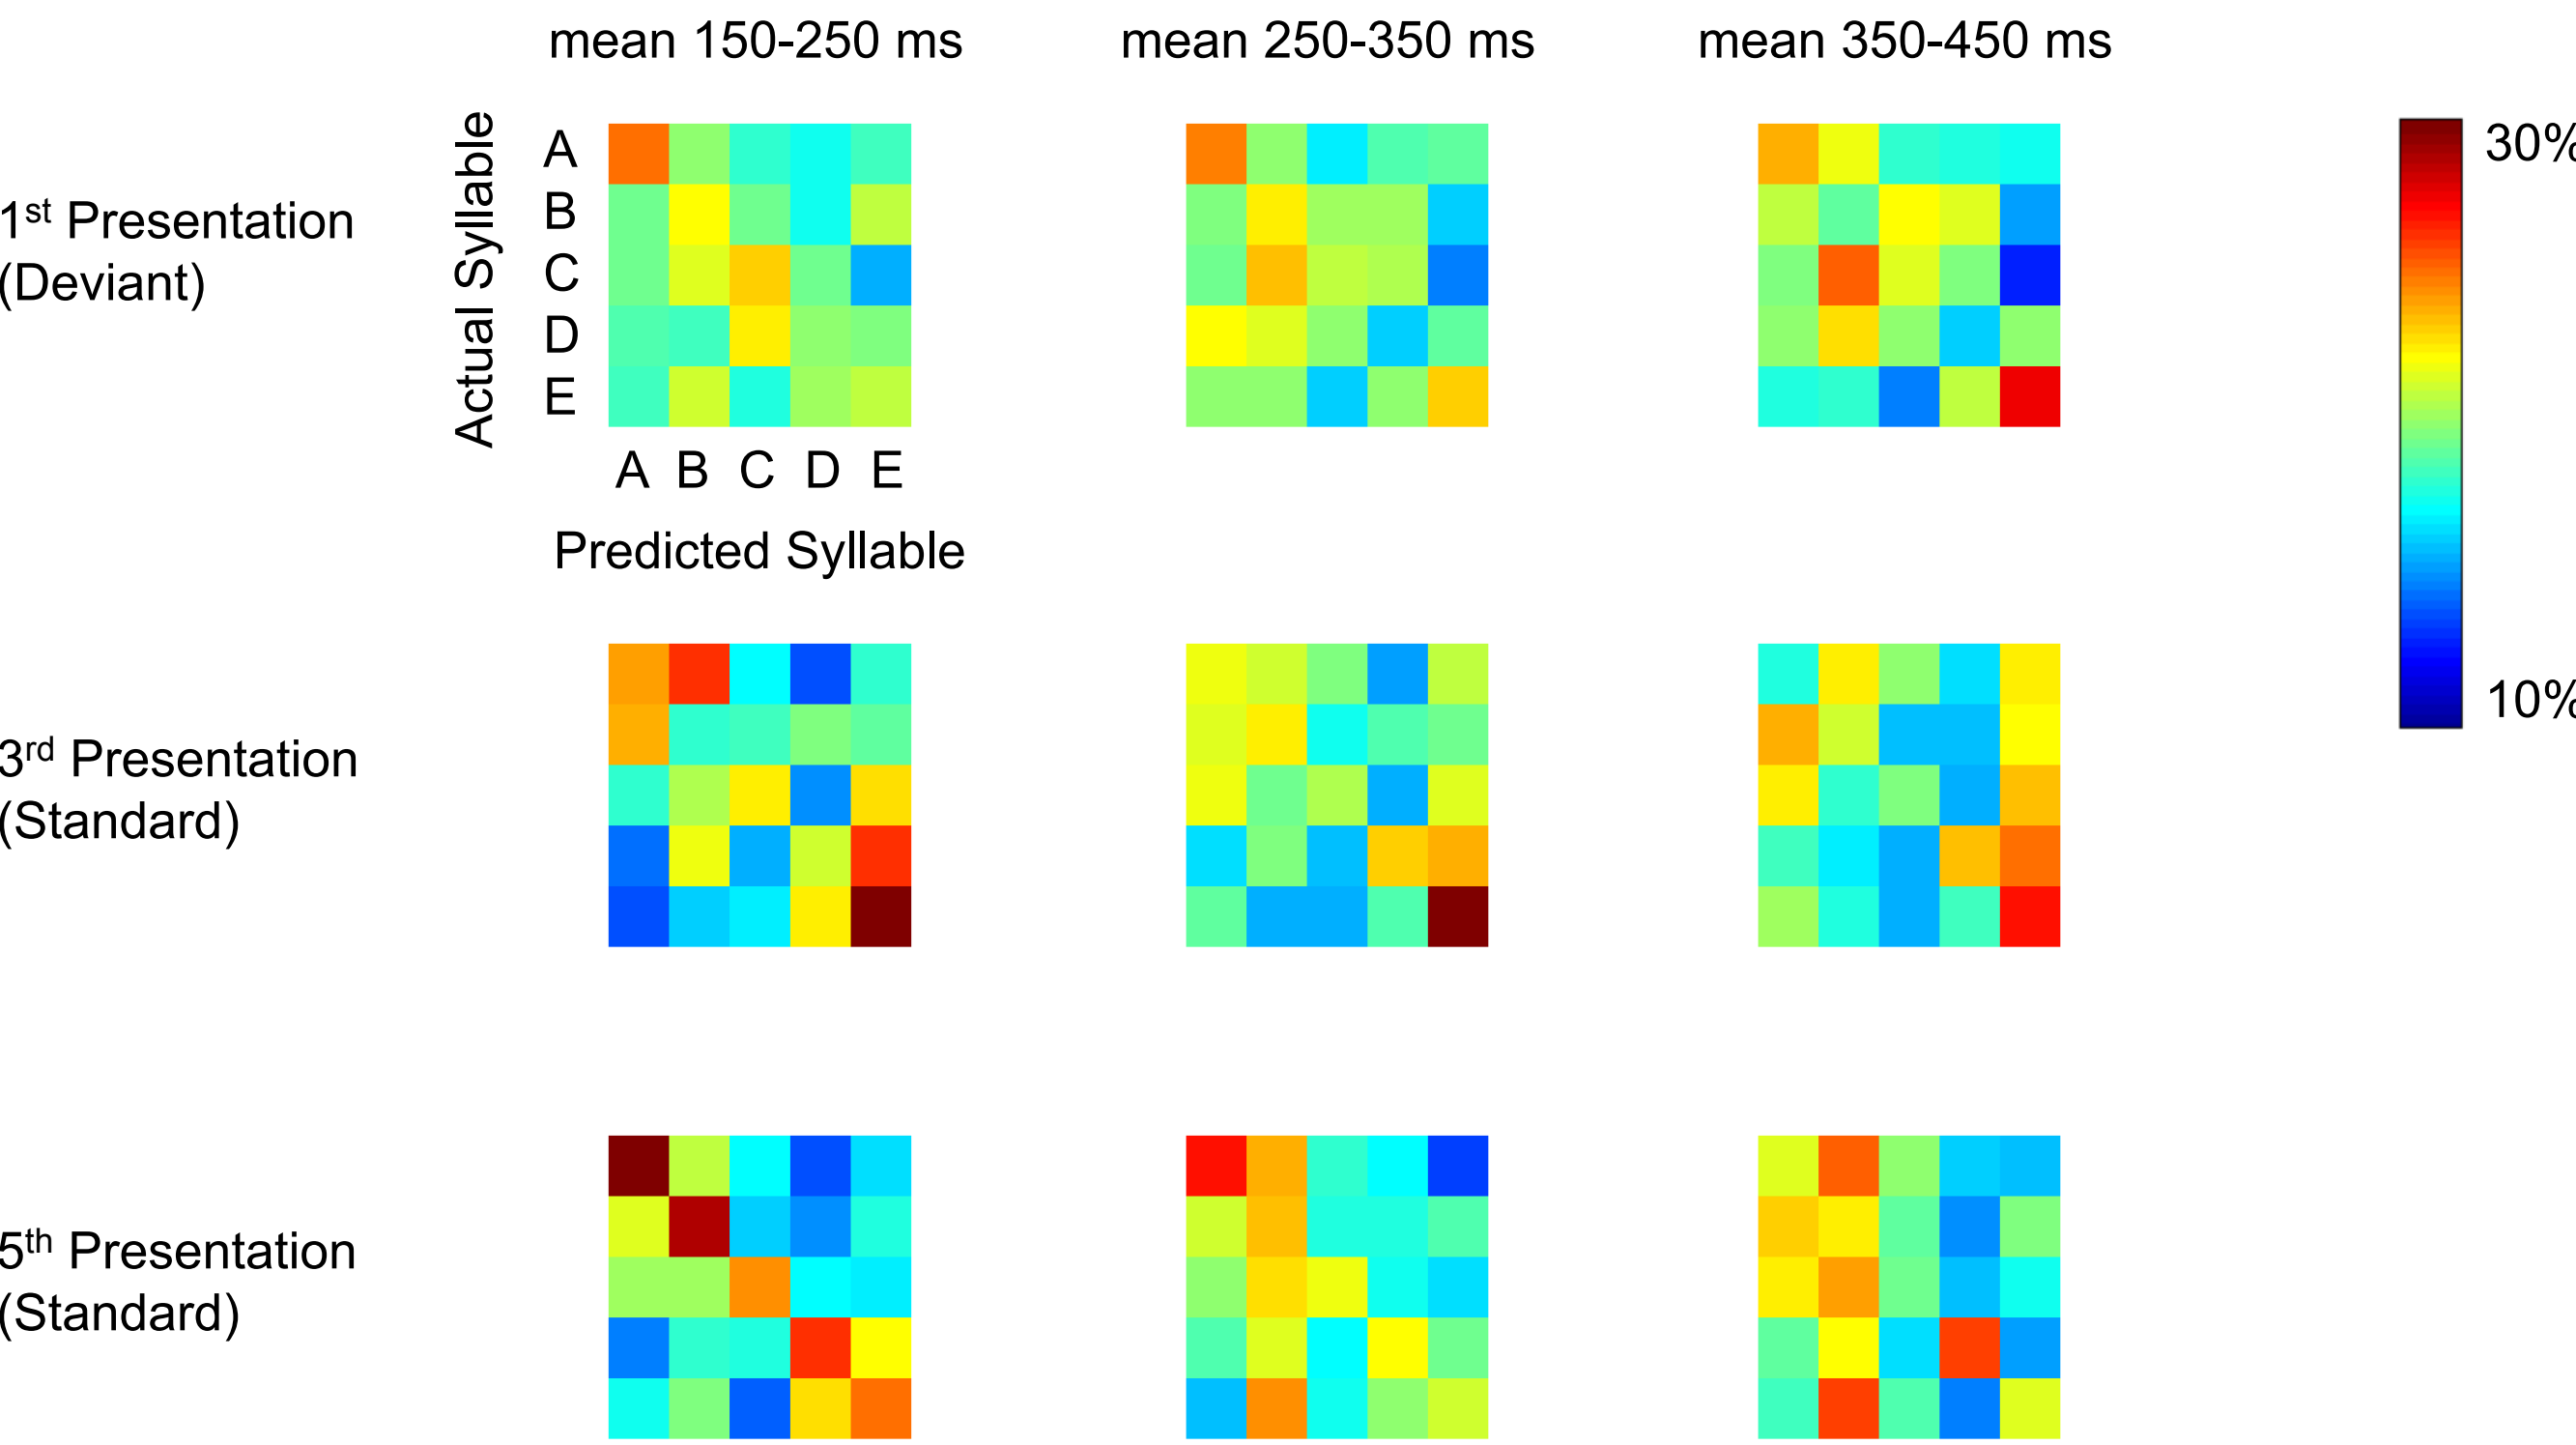 mean 150-250 ms
mean 250-350 ms
mean 350-450 ms
1st Presentation
(Deviant)
Actual Syllable
A
B
C
D
E
A B C D E
Predicted Syllable
30%
10%
3rd Presentation
(Standard)
5th Presentation
(Standard)